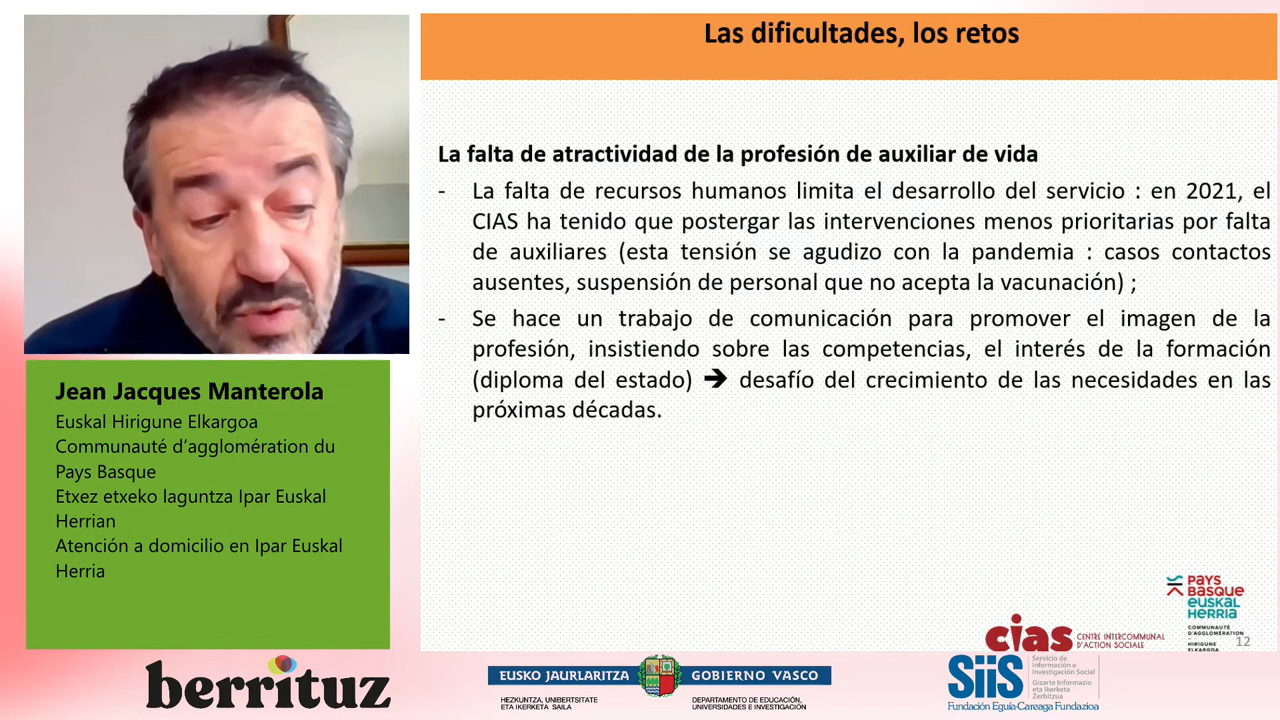 Las dificultades, los retos
La falta de atractividad de la profesión de auxiliar de vida
- La falta de recursos humanos limita el desarrollo del servicio : en 2021, el
CIAS ha tenido que postergar las intervenciones menos prioritarias por falta
de auxiliares (esta tensión se agudizo con la pandemia : casos contactos
ausentes, suspensión de personal que no acepta la vacunación) ;
- Se hace un trabajo de comunicación para promover el imagen de la
profesión, insistiendo sobre las competencias, el interés de la formación
(diploma del estado) ➔ desafío del crecimiento de las necesidades en las
próximas décadas.
Jean Jacques Manterola
Euskal Hirigune Elkargoa
Communauté d'agglomération du
Pays Basque
Etxez etxeko laguntza Ipar Euskal
Herrian
Atención a domicilio en Ipar Euskal
Herria
PAYS
BASQUE
EUSKAL
HERRIA
COMMUNAUTÉ
D'AGGLOMÉRATION
HIRIGUNE
ELKARGOA
12
cias
CENTRE INTERCOMMUNAL
D'ACTION SOCIALE
berrituz
EUSKO JAURLARITZA
GOBIERNO VASCO
HEZKUNTZA, UNIBERTSITATE
ETA IKERKETA SAILA
DEPARTAMENTO DE EDUCACIÓN,
UNIVERSIDADES E INVESTIGACIÓN
SiiS
Servicio de
Información e
Investigación Social
Gizarte Informazio
eta Ikerketa
Zerbitzua
Fundación Eguía-Careaga Fundazioa